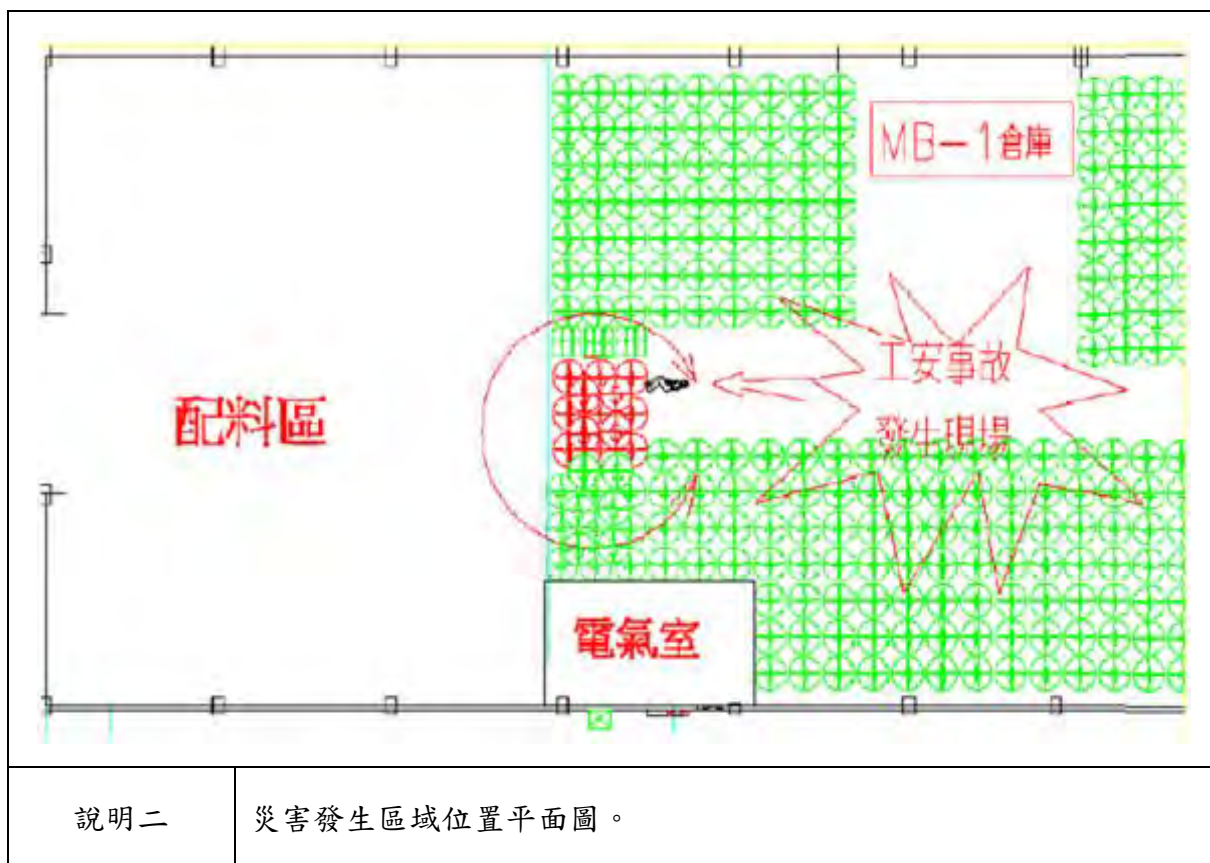 MB-1倉庫
工安事故
發生現場
配料區
電氣室
說明二
災害發生區域位置平面圖。